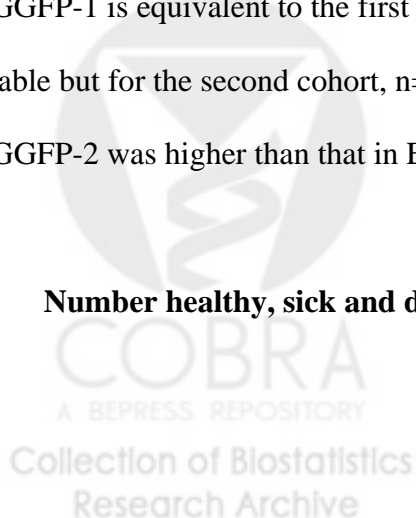 GGFP-1 is equivalent to the first
able but for the second cohort, n=
GGFP-2 was higher than that in
Number healthy, sick and
COBRA
A BEPRESS REPOSITORY
Collection of Biostatistics
Research Archive